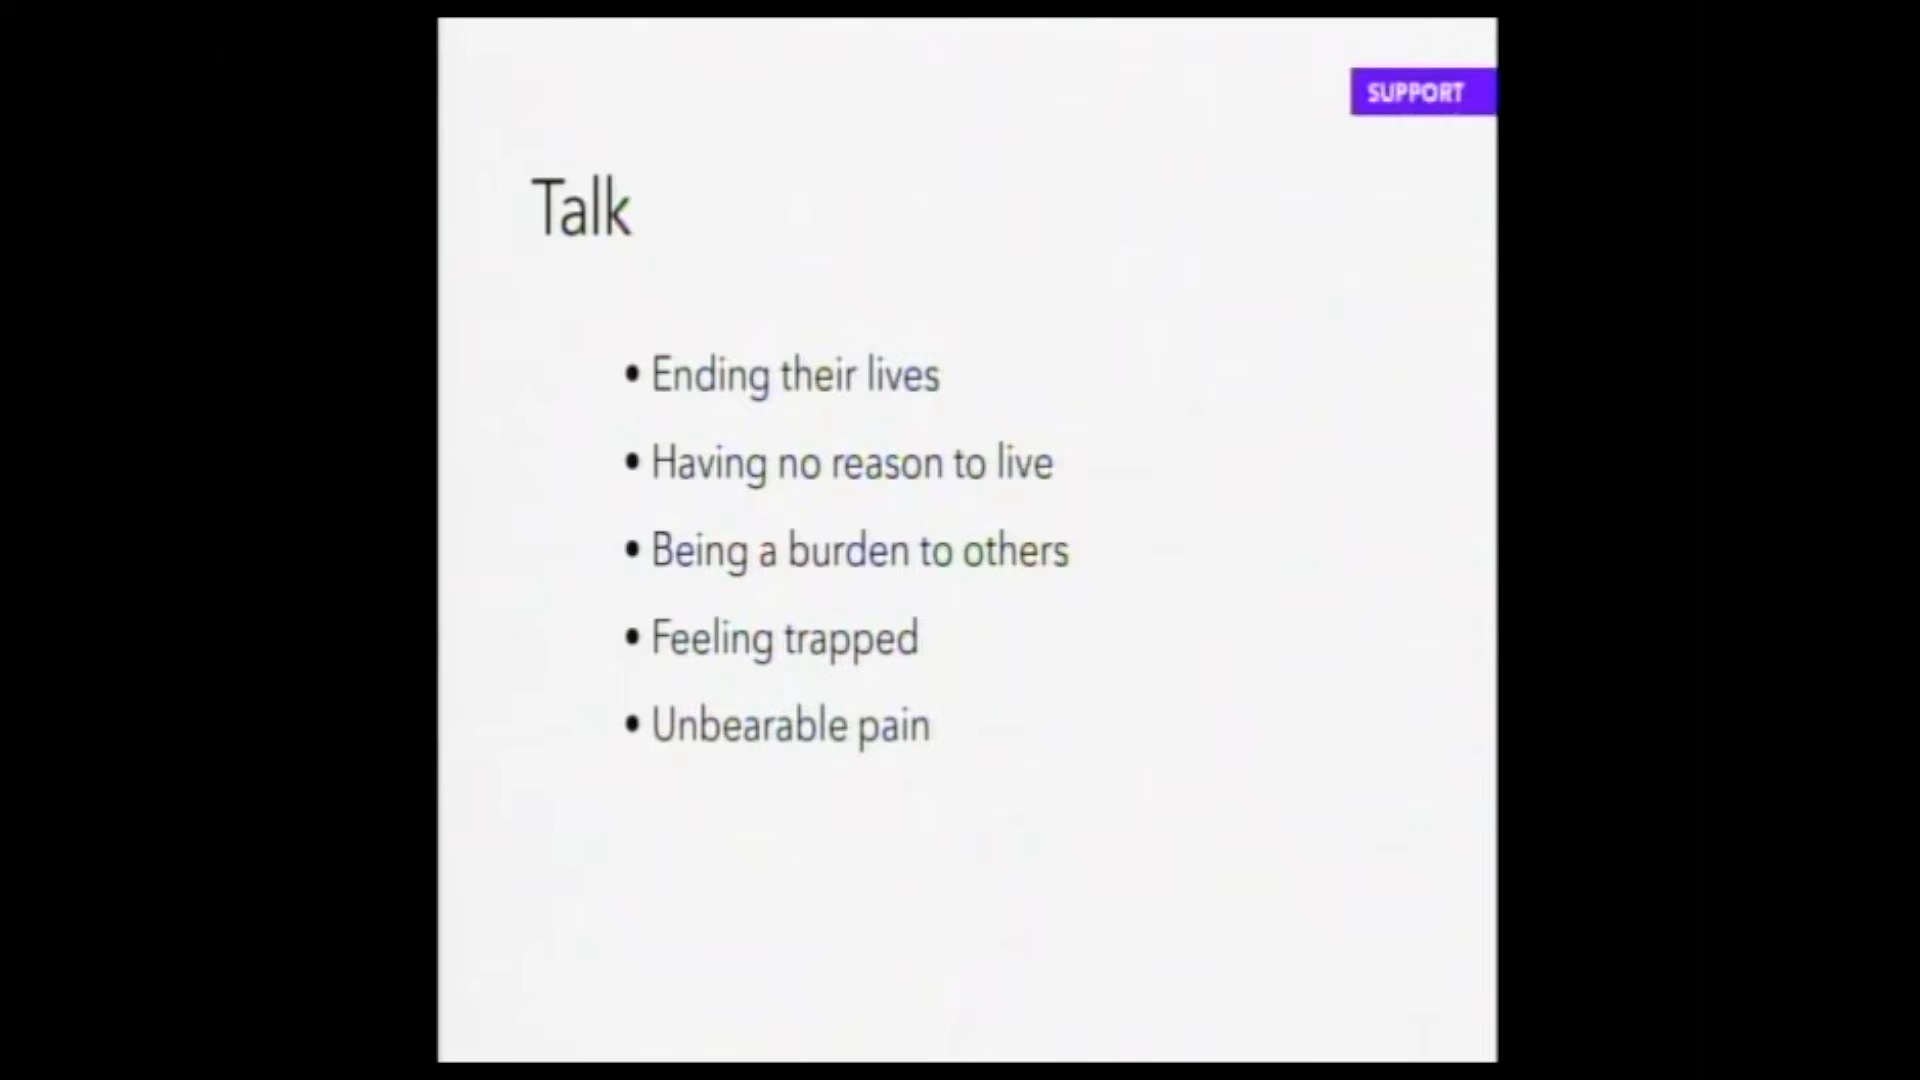 SUPPORT
Talk
• Ending their lives
• Having no reason to live
• Being a burden to others
• Feeling trapped
• Unbearable pain